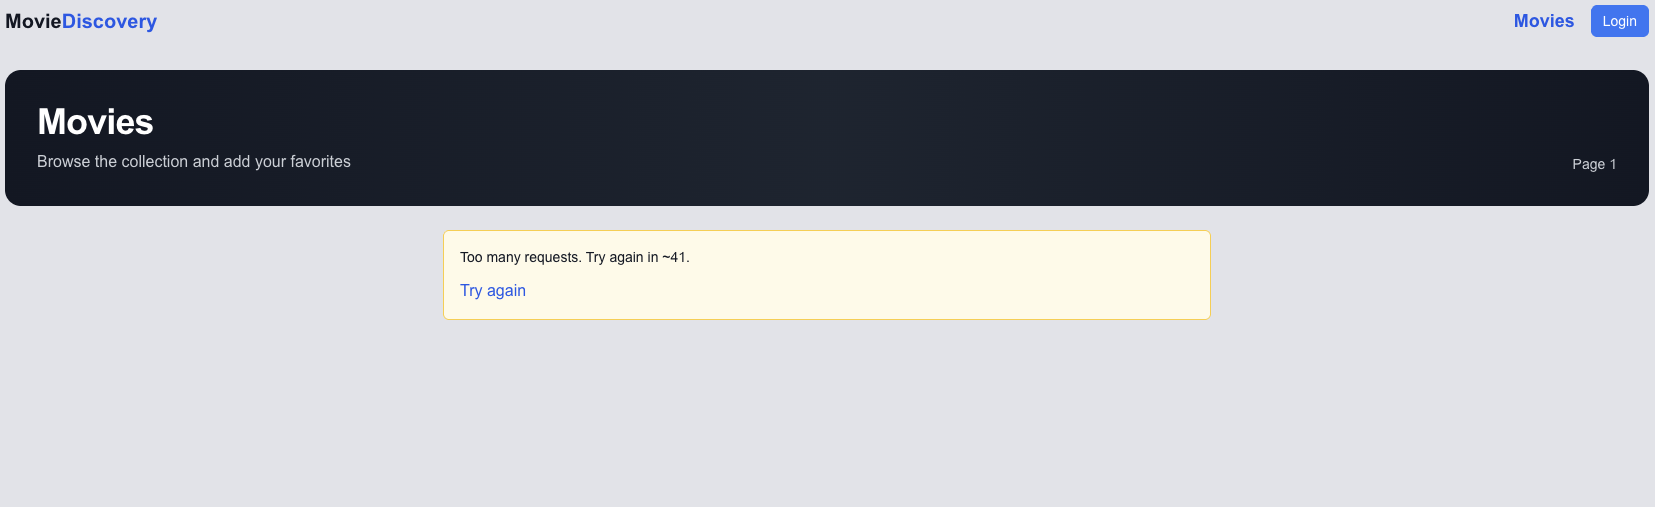 MovieDiscovery
Movies
Login
Movies
Browse the collection and add your favorites
Page 1
Too many requests. Try again in ~41.
Try again